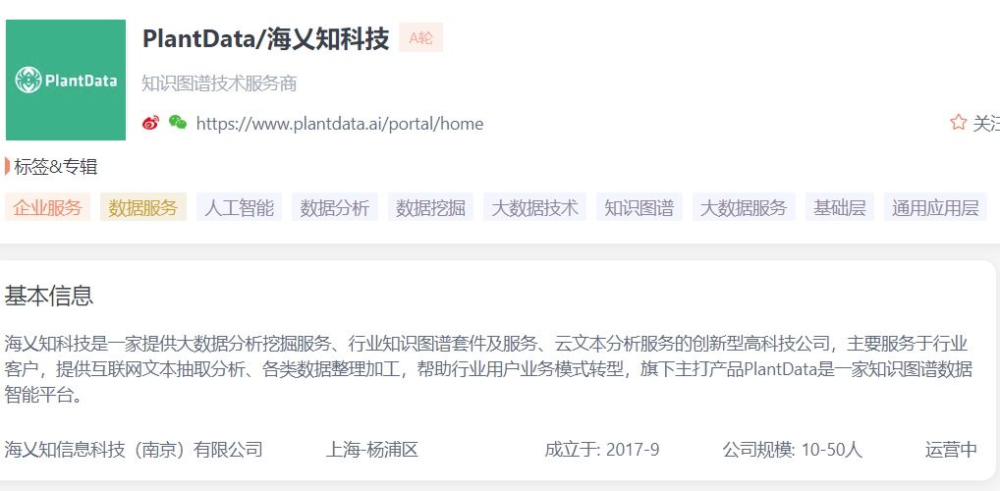 PlantData
PlantData/海乂知科技 A轮
知识图谱技术服务商
https://www.plantdata.ai/portal/home
关注
标签&专辑
企业服务 数据服务 人工智能 数据分析 数据挖掘 大数据技术 知识图谱 大数据服务 基础层 通用应用层
基本信息
海乂知科技是一家提供大数据分析挖掘服务、行业知识图谱套件及服务、云文本分析服务的创新型高科技公司，主要服务于行业
客户，提供互联网文本抽取分析、各类数据整理加工，帮助行业用户业务模式转型，旗下主打产品PlantData是一家知识图谱数据
智能平台。
海乂知信息科技（南京）有限公司 上海-杨浦区 成立于: 2017-9 公司规模: 10-50人 运营中